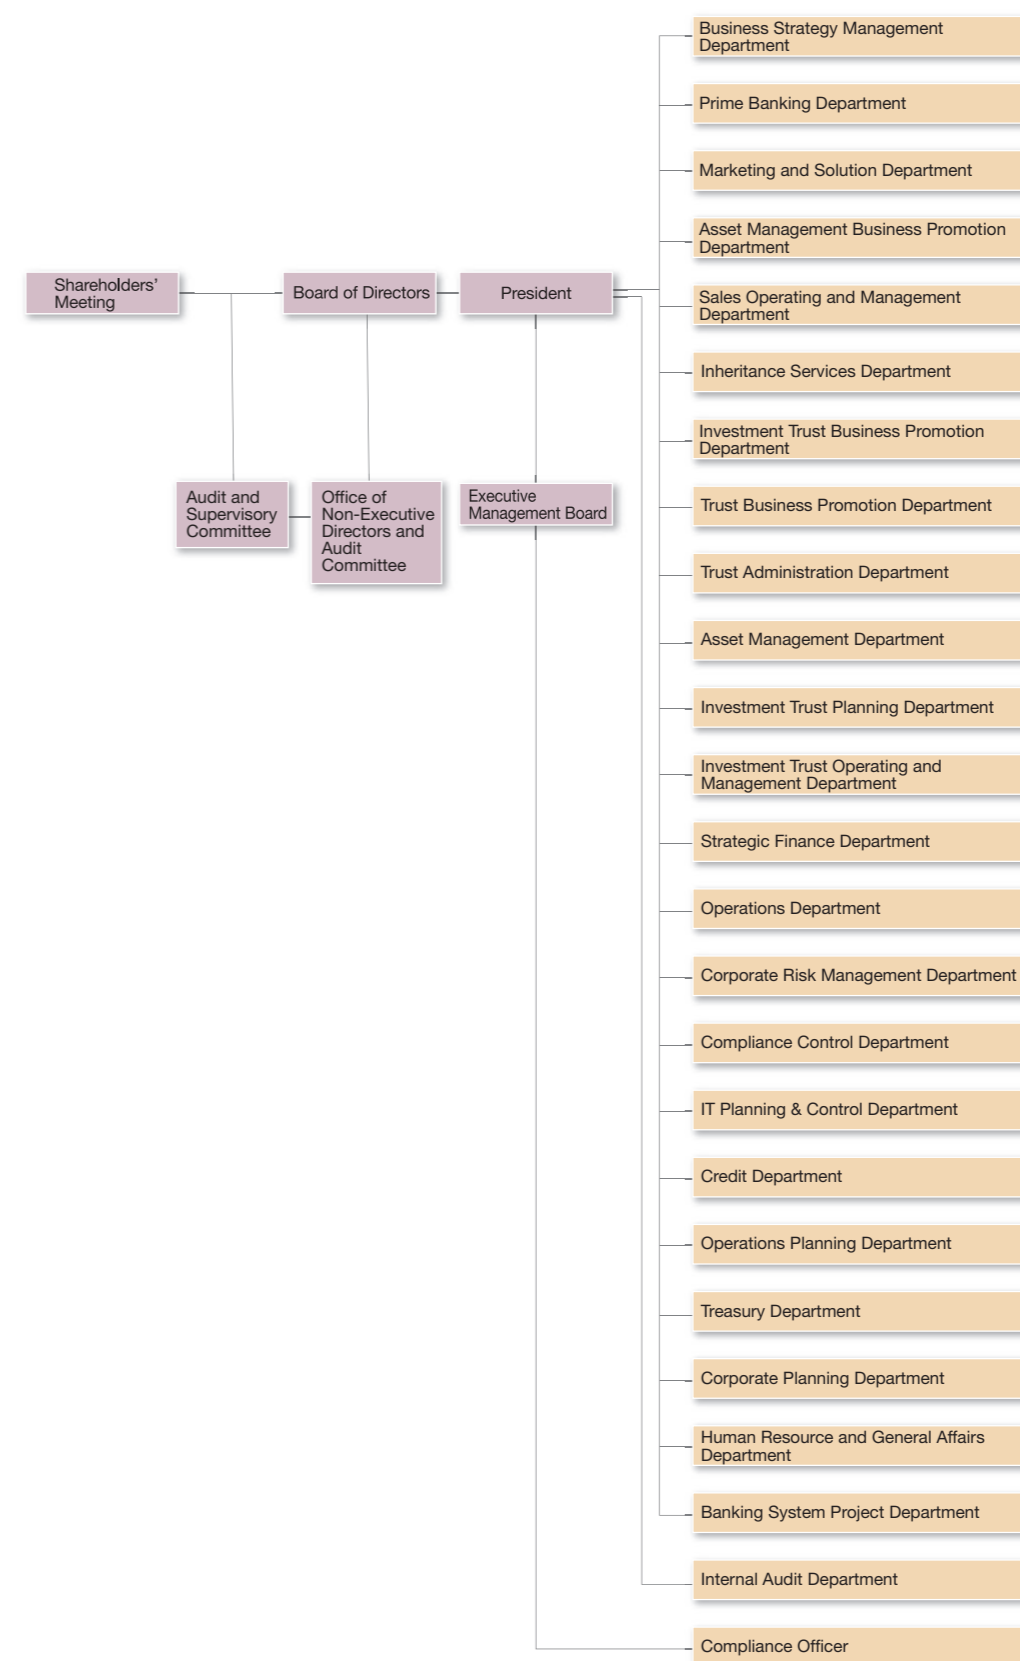 Business Strategy Management
Department
Prime Banking Department
Marketing and Solution Department
Asset Management Business Promotion
Department
Shareholders'
Meeting
Board of Directors
President
Sales Operating and Management
Department
Inheritance Services Department
Investment Trust Business Promotion
Department
Audit and
Supervisory
Committee
Office of
Non-Executive
Directors and
Audit
Committee
Executive
Management Board
Trust Business Promotion Department
Trust Administration Department
Asset Management Department
Investment Trust Planning Department
Investment Trust Operating and
Management Department
Strategic Finance Department
Operations Department
Corporate Risk Management Department
Compliance Control Department
IT Planning & Control Department
Credit Department
Operations Planning Department
Treasury Department
Corporate Planning Department
Human Resource and General Affairs
Department
Banking System Project Department
Internal Audit Department
Compliance Officer